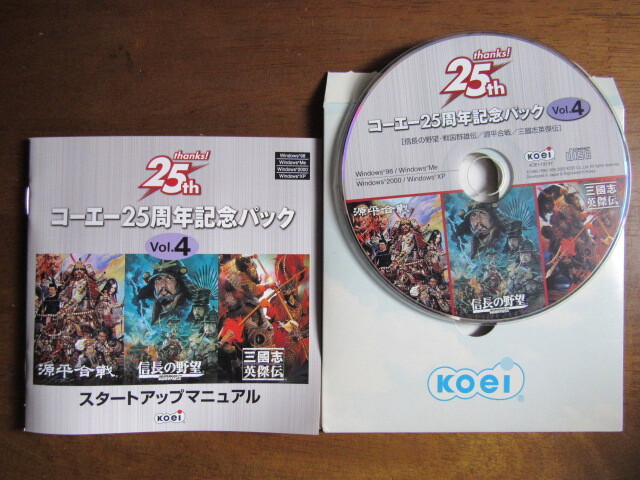 thanks!
25th
Windows®98
Windows®Me
Windows®2000
Windows®XP
コーエー25周年記念パック
Vol.4
源平合戦
信長の野望
三國志
英傑伝
スタートアップマニュアル
KOEI
thanks!
25th
コーエー25周年記念パック Vol.4
[信長の野望・戦国群雄伝／源平合戦／三國志英傑伝]
KOEI
Windows®98 / Windows®Me
Windows®2000 / Windows®XP
源平合戦
信長の野望
三國志
英傑伝
KOEI®